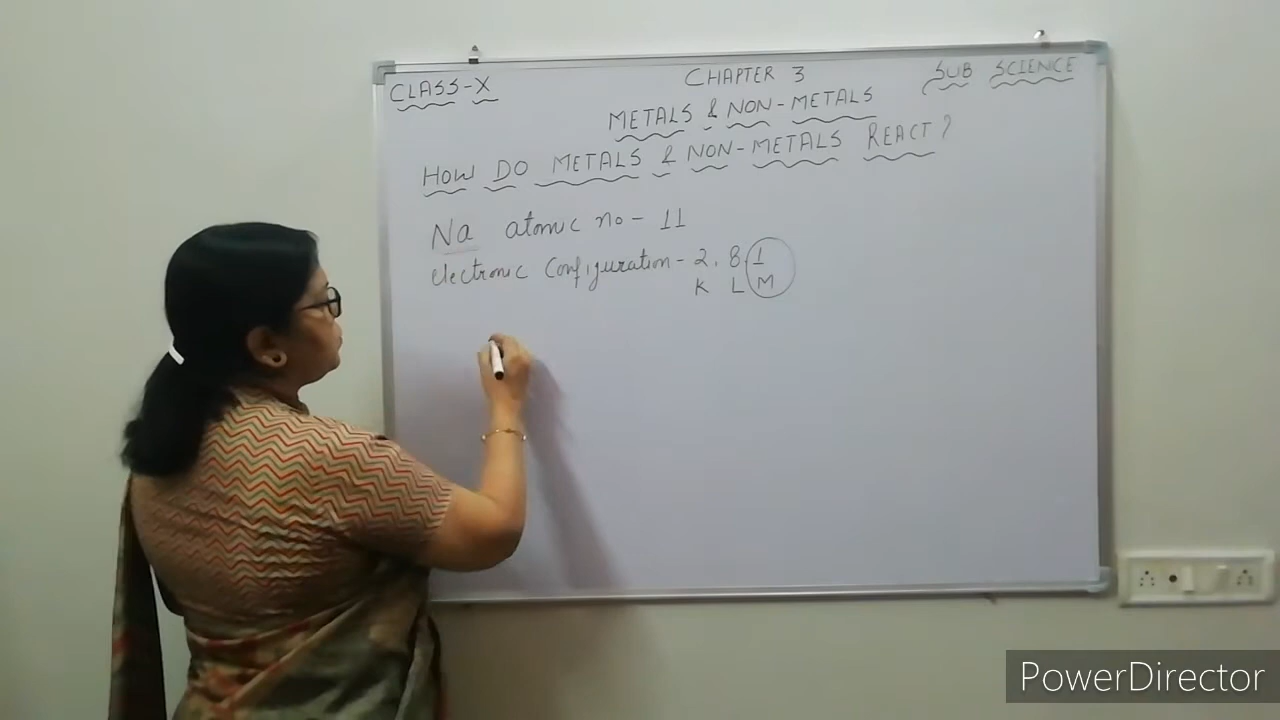 CLASS-X CHAPTER 3 SUB SCIENCE
METALS & NON-METALS
HOW DO METALS & NON-METALS REACT?
Na atomic no - 11
electronic configuration - 2, 8, 1
K L M
PowerDirector